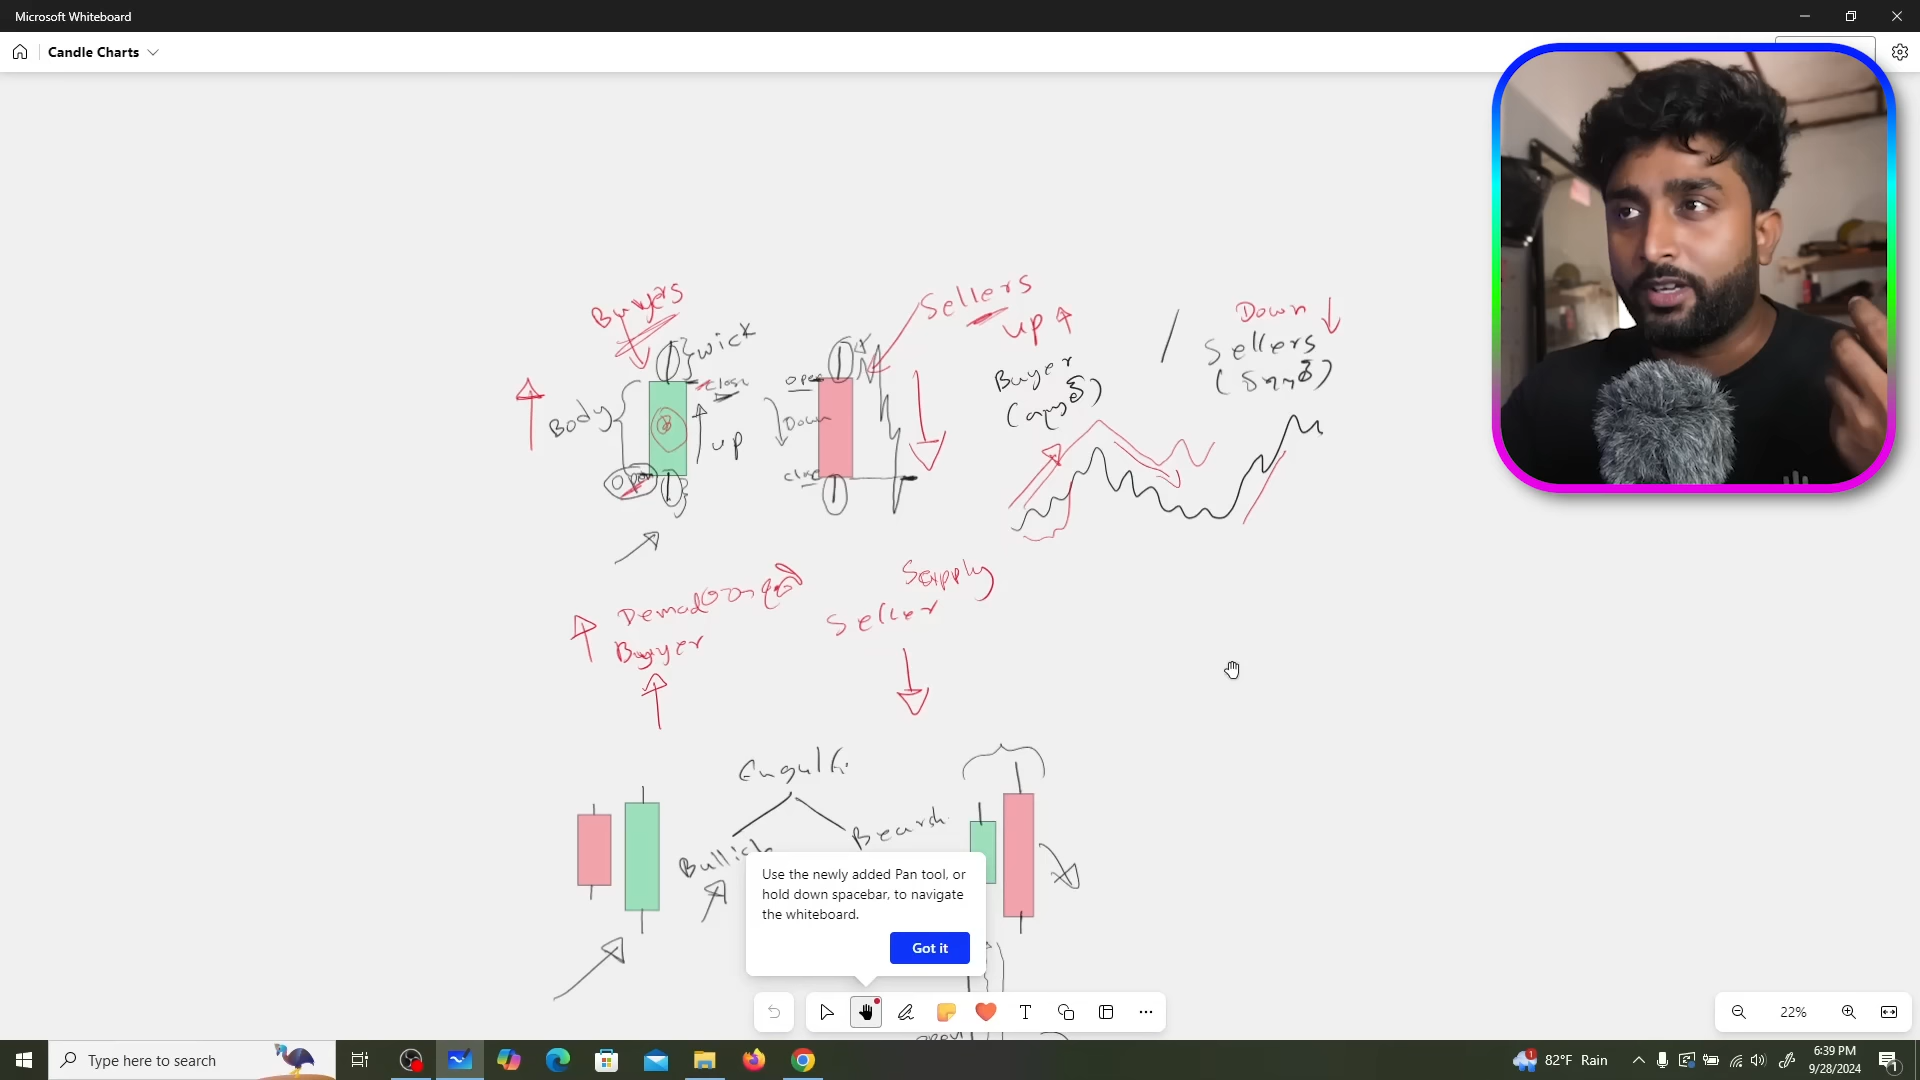 Microsoft Whiteboard
Candle Charts
Buyers
wick
close
Body
up
Open
Sellers
up
open
Down
close
Buyer
Down
Sellers
Supply
Seller
Buyer
Engulfi
Bullish
Bearsh
Use the newly added Pan tool, or
hold down spacebar, to navigate
the whiteboard.
Got it
22%
Type here to search
82°F Rain
6:39 PM
9/28/2024